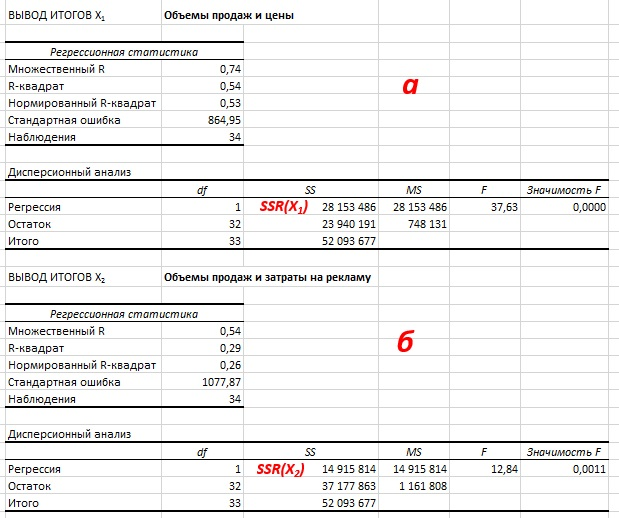 ВЫВОД ИТОГОВ X₁ Объемы продаж и цены
Регрессионная статистика
Множественный R 0,74
R-квадрат 0,54
Нормированный R-квадрат 0,53
Стандартная ошибка 864,95
Наблюдения 34
а
Дисперсионный анализ
df SS MS F Значимость F
Регрессия 1 SSR(X₁) 28 153 486 28 153 486 37,63 0,0000
Остаток 32 23 940 191 748 131
Итого 33 52 093 677
ВЫВОД ИТОГОВ X₂ Объемы продаж и затраты на рекламу
Регрессионная статистика
Множественный R 0,54
R-квадрат 0,29
Нормированный R-квадрат 0,26
Стандартная ошибка 1077,87
Наблюдения 34
б
Дисперсионный анализ
df SS MS F Значимость F
Регрессия 1 SSR(X₂) 14 915 814 14 915 814 12,84 0,0011
Остаток 32 37 177 863 1 161 808
Итого 33 52 093 677